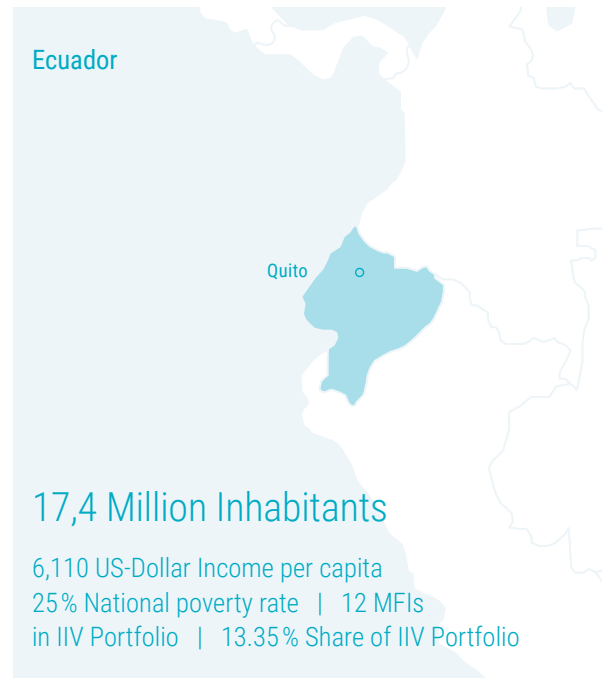 Ecuador
Quito
17,4 Million Inhabitants
6,110 US-Dollar Income per capita
25% National poverty rate | 12 MFIs
in IIV Portfolio | 13.35% Share of IIV Portfolio